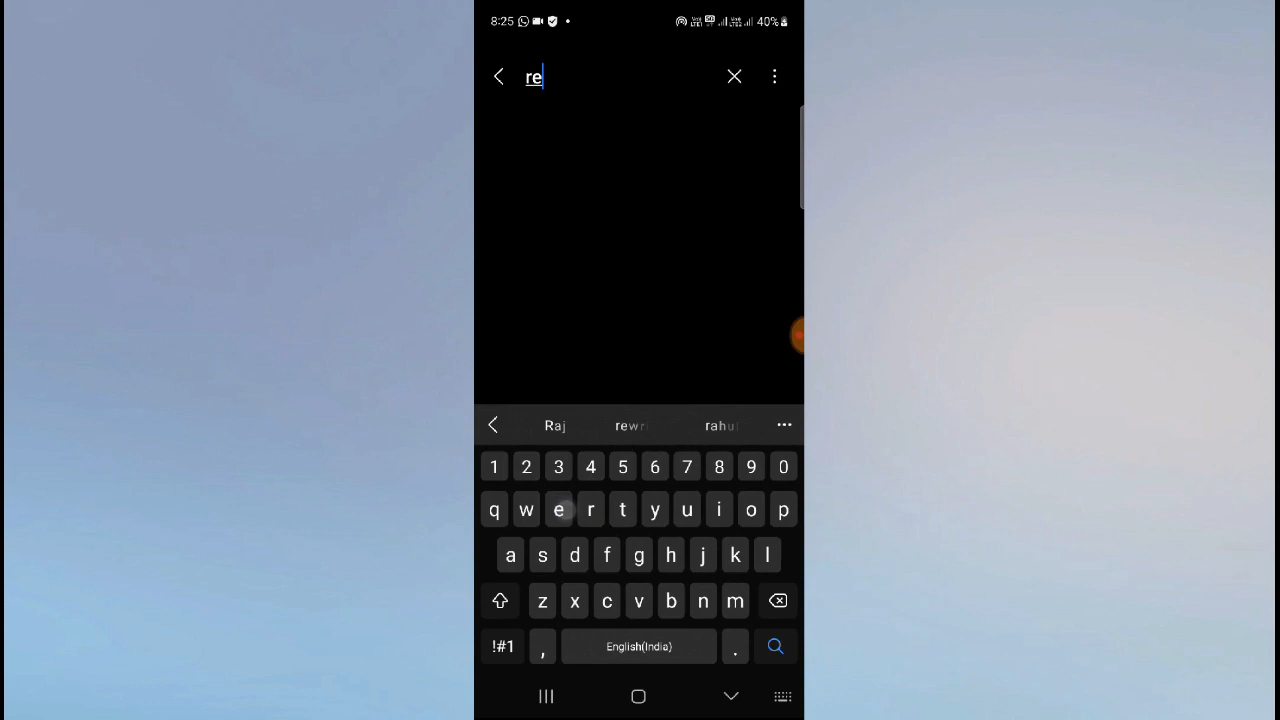 8:25 40%
re
Raj rewr rahu
1 2 3 4 5 6 7 8 9 0
q w e r t y u i o p
a s d f g h j k l
z x c v b n m
!#1 , English(India) .